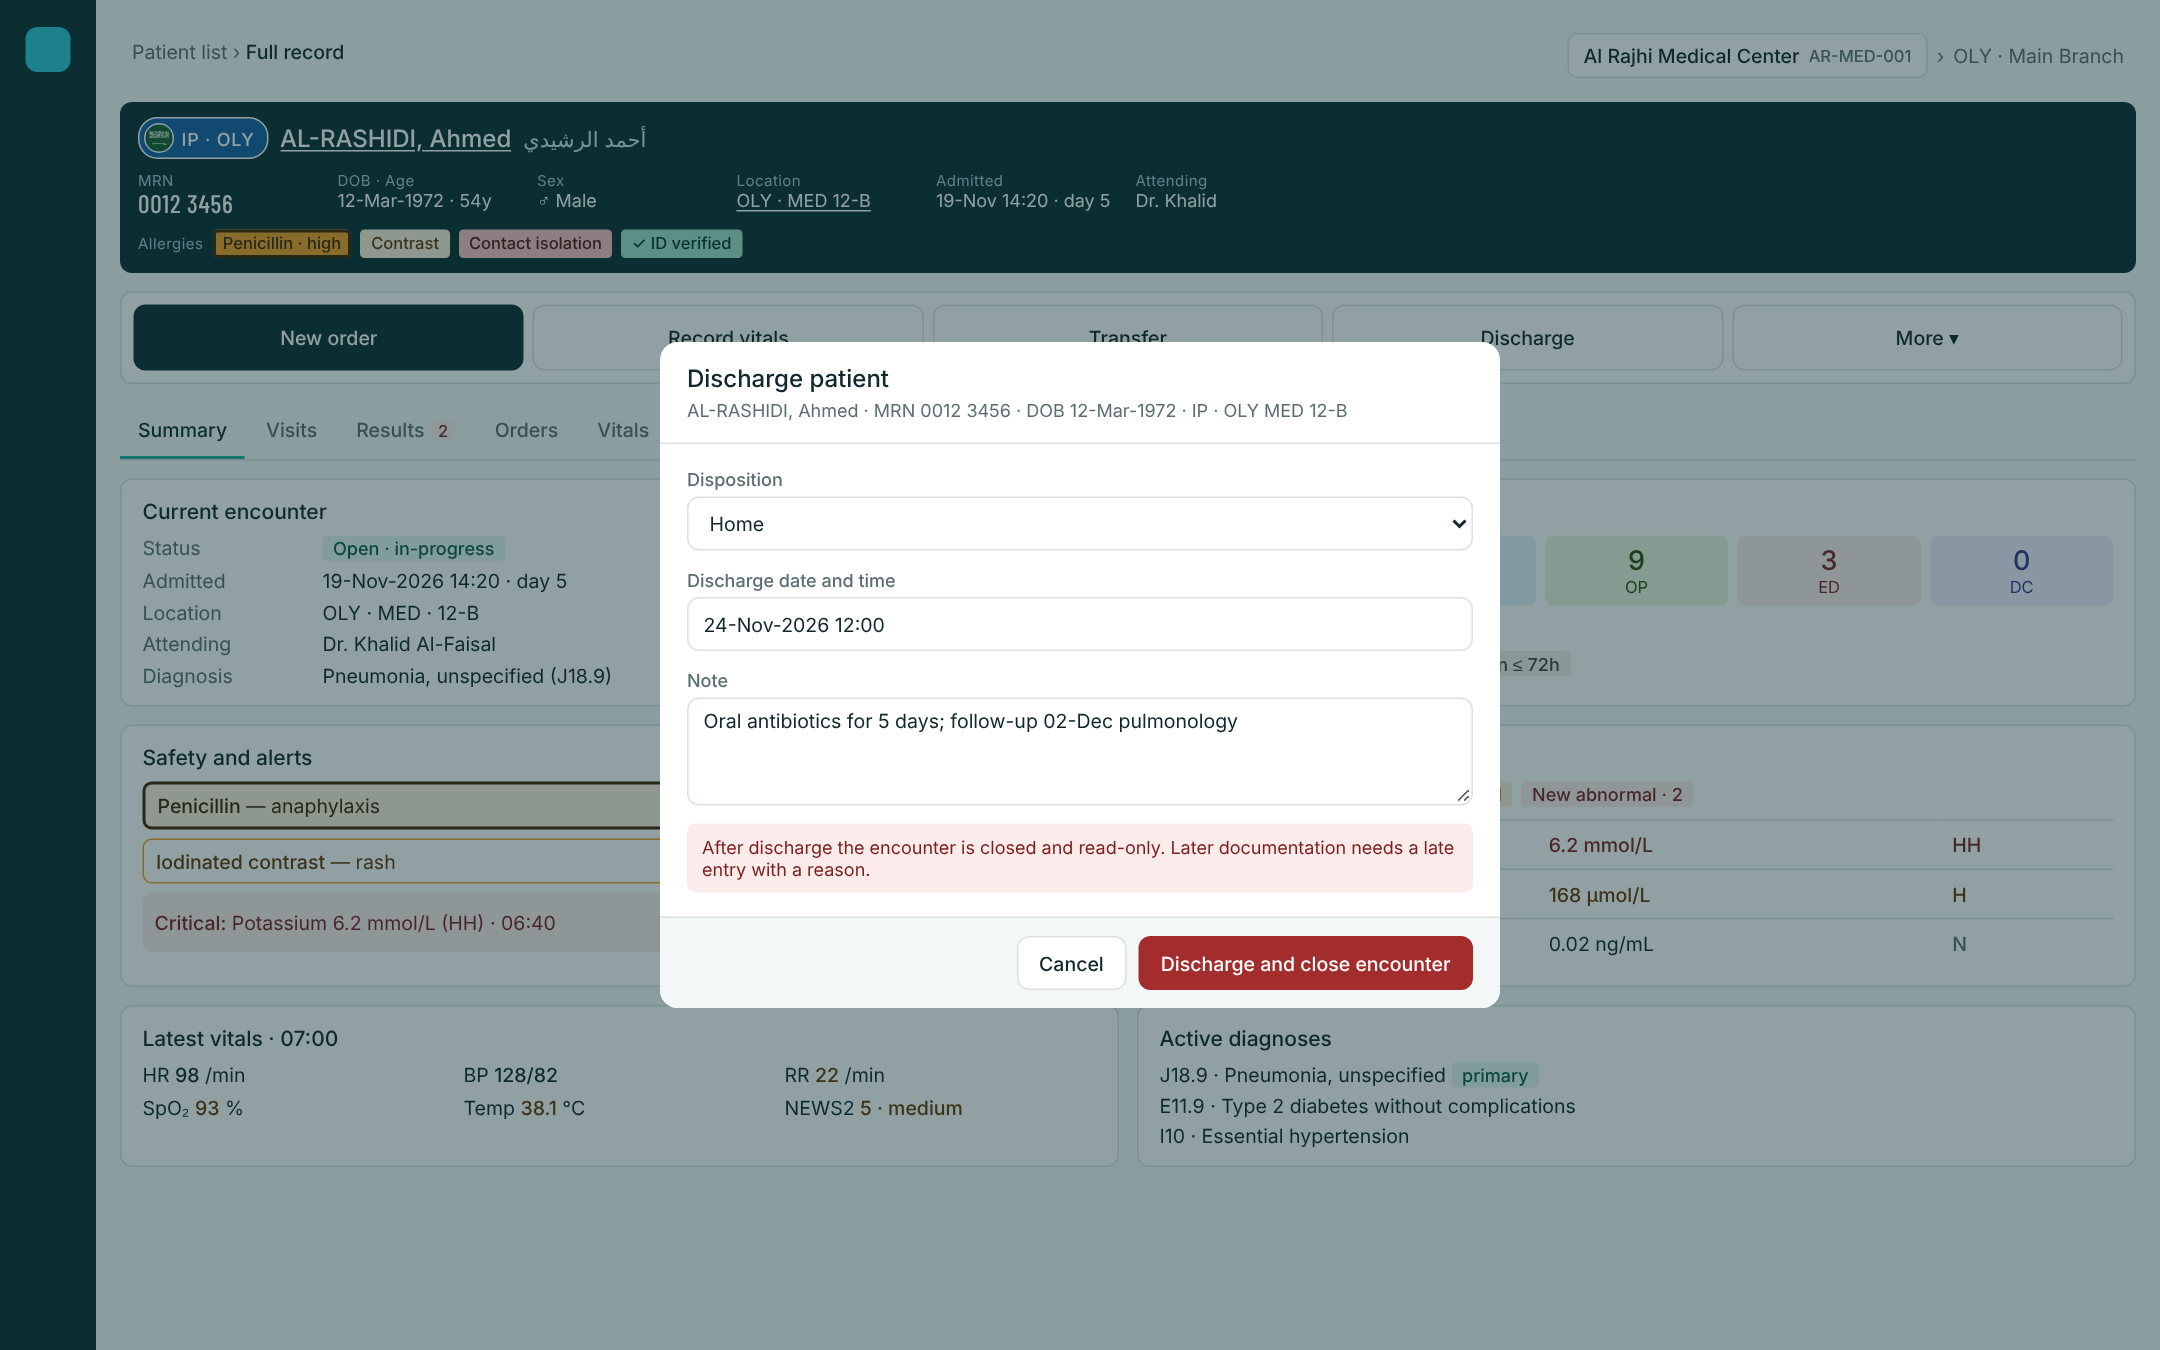 Patient list › Full record
Al Rajhi Medical Center AR-MED-001 › OLY · Main Branch
IP · OLY AL-RASHIDI, Ahmed أحمد الرشيدي
MRN DOB · Age Sex Location Admitted Attending
0012 3456 12-Mar-1972 · 54y ♂ Male OLY · MED 12-B 19-Nov 14:20 · day 5 Dr. Khalid
Allergies Penicillin · high Contrast Contact isolation ✓ ID verified
New order Record vitals Transfer Discharge More ▾
Summary Visits Results 2 Orders Vitals
Discharge patient
AL-RASHIDI, Ahmed · MRN 0012 3456 · DOB 12-Mar-1972 · IP · OLY MED 12-B
Disposition
Home
Discharge date and time
24-Nov-2026 12:00
Note
Oral antibiotics for 5 days; follow-up 02-Dec pulmonology
After discharge the encounter is closed and read-only. Later documentation needs a late
entry with a reason.
Cancel Discharge and close encounter
Current encounter
Status Open · in-progress
Admitted 19-Nov-2026 14:20 · day 5
Location OLY · MED · 12-B
Attending Dr. Khalid Al-Faisal
Diagnosis Pneumonia, unspecified (J18.9)
9 3 0
OP ED DC
≤ 72h
Safety and alerts
Penicillin — anaphylaxis
Iodinated contrast — rash
Critical: Potassium 6.2 mmol/L (HH) · 06:40
New abnormal · 2
6.2 mmol/L HH
168 µmol/L H
0.02 ng/mL N
Latest vitals · 07:00
HR 98 /min BP 128/82 RR 22 /min
SpO₂ 93 % Temp 38.1 °C NEWS2 5 · medium
Active diagnoses
J18.9 · Pneumonia, unspecified primary
E11.9 · Type 2 diabetes without complications
I10 · Essential hypertension